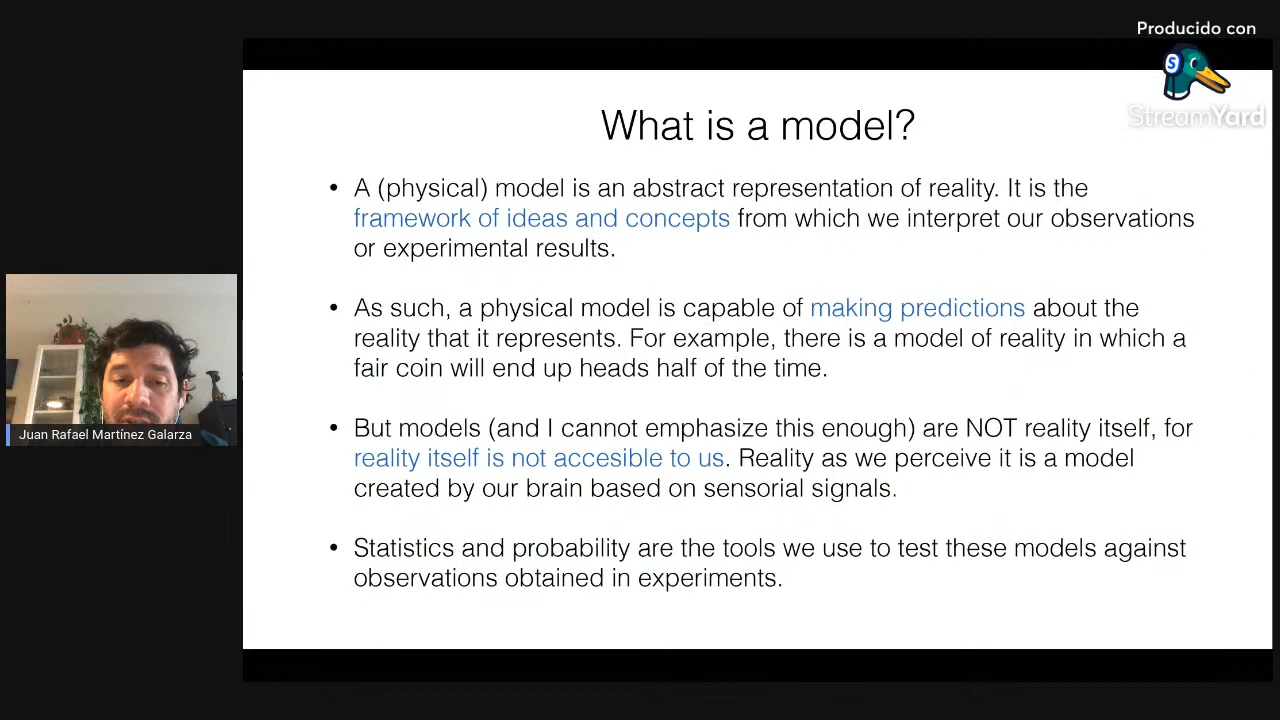 Producido con
StreamYard
What is a model?
• A (physical) model is an abstract representation of reality. It is the
framework of ideas and concepts from which we interpret our observations
or experimental results.
• As such, a physical model is capable of making predictions about the
reality that it represents. For example, there is a model of reality in which a
fair coin will end up heads half of the time.
• But models (and I cannot emphasize this enough) are NOT reality itself, for
reality itself is not accesible to us. Reality as we perceive it is a model
created by our brain based on sensorial signals.
• Statistics and probability are the tools we use to test these models against
observations obtained in experiments.
Juan Rafael Martínez Galarza